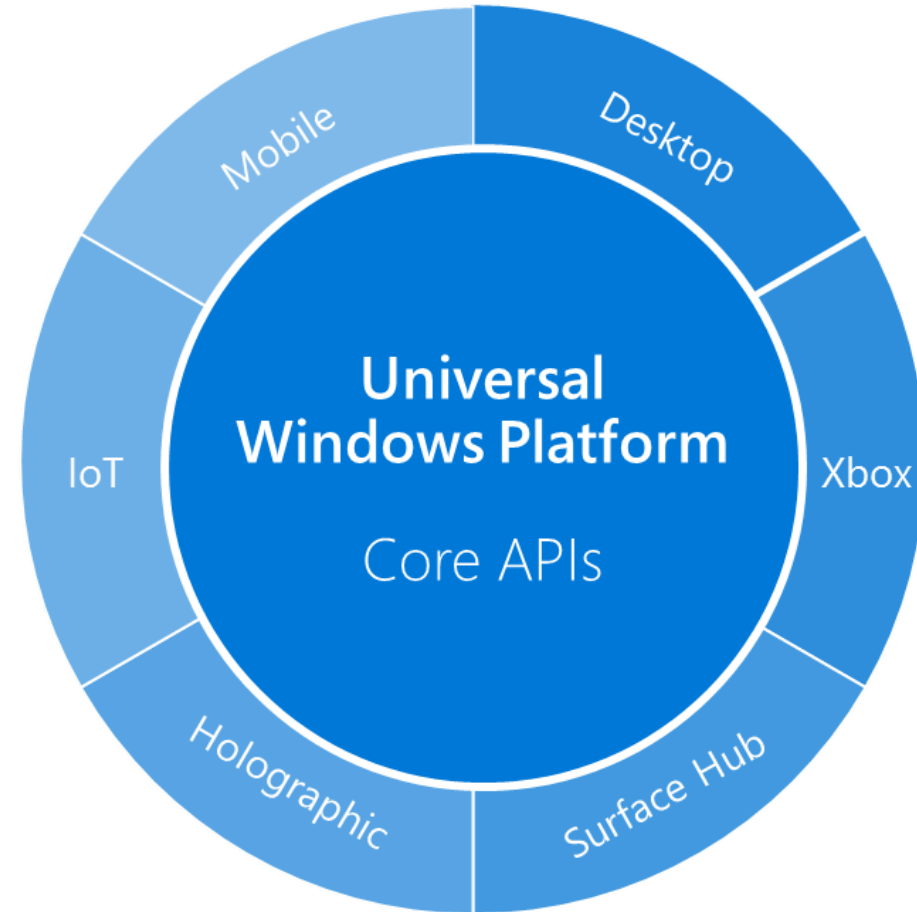 Mobile
Desktop
Universal
Windows Platform
Core APIs
IoT
Xbox
Holographic
Surface Hub